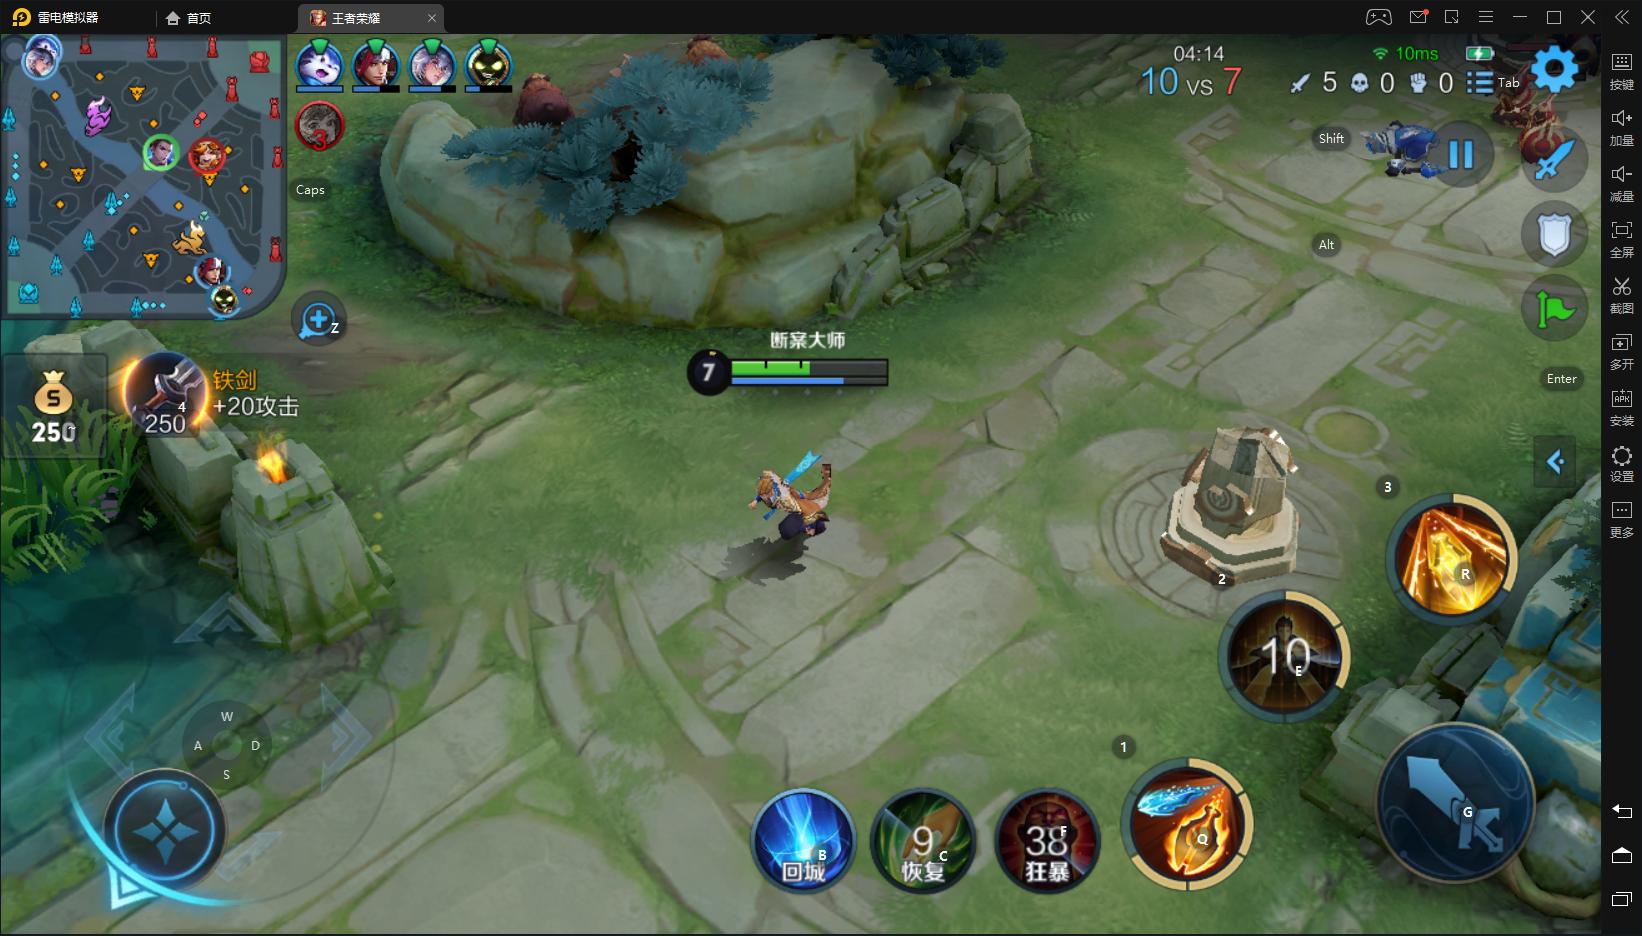 雷电模拟器
首页
王者荣耀
04:14
10ms
10 VS 7
5
0
0
Tab
Shift
3
Caps
Alt
Z
Enter
断案大师
7
铁剑
+20攻击
4
250
250
3
R
2
10
E
W
A
D
S
1
B
回城
9
C
恢复
38
F
狂暴
Q
G
按键
加量
减量
全屏
截图
多开
APK
安装
设置
更多